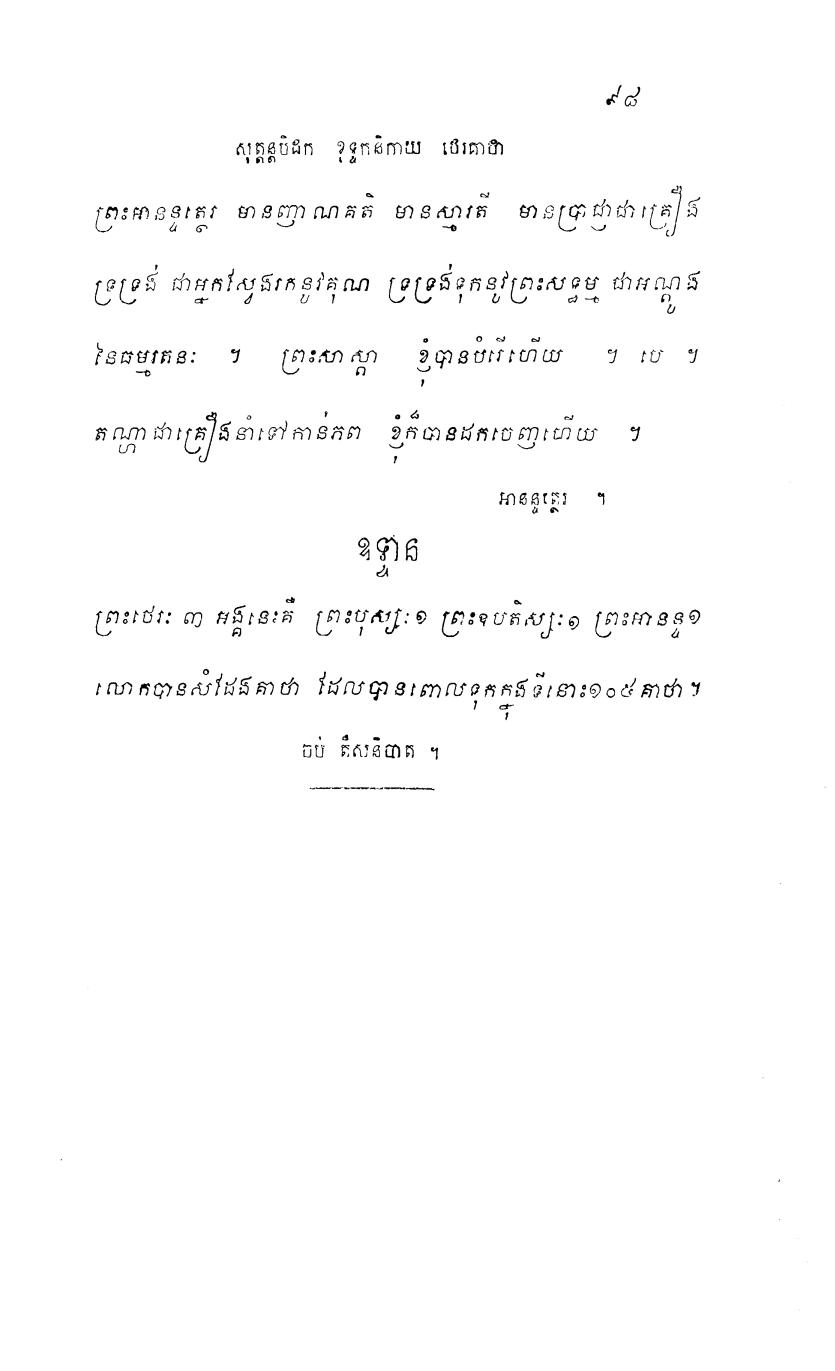 ៩៨
សុត្តន្តបិដក ខុទ្ទកនិកាយ ថេរគាថា
ព្រះអានន្ទត្ថេរ មានញាណគតិ មានស្មារតី មានប្រាជ្ញាជាគ្រឿង
ទ្រទ្រង់ ជាអ្នកស្វែងរកនូវគុណ ទ្រទ្រង់ទុកនូវព្រះសទ្ធម្ម ជាអណ្តូង
នៃធម្មរតនៈ ។ ព្រះសាស្តា ខ្ញុំបានបំរើហើយ ។ បេ ។
តណ្ហាជាគ្រឿងនាំទៅកាន់ភព ខ្ញុំក៏បានដកចេញហើយ ។
អានន្ទត្ថេរ ។
ឧទ្ទាន
ព្រះថេរៈ ៣ អង្គនេះគឺ ព្រះបុស្សៈ១ ព្រះឧបតិស្សៈ១ ព្រះអានន្ទ១
លោកបានសំដែងគាថា ដែលបានពោលទុកក្នុងទីនោះ១០៥គាថា។
ចប់ តឹសនិបាត ។